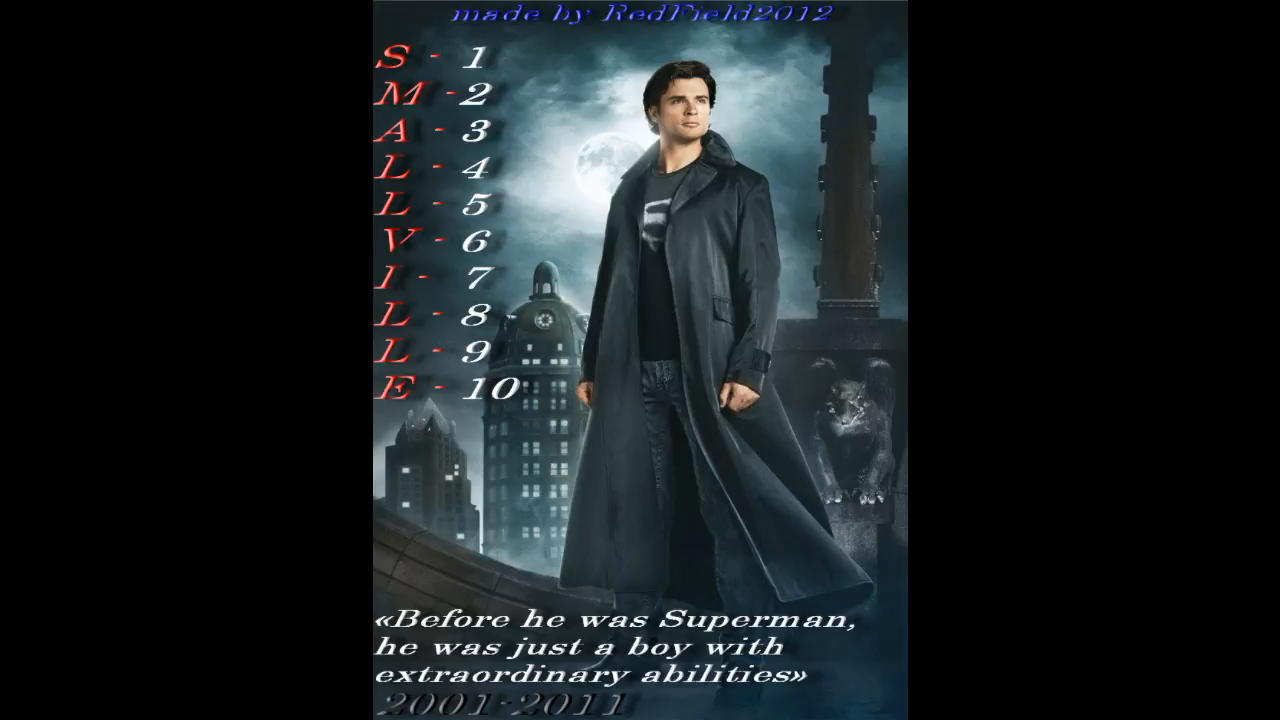 made by RedField2012
S - 1
M - 2
A - 3
L - 4
L - 5
V - 6
I - 7
L - 8
L - 9
E - 10
«Before he was Superman,
he was just a boy with
extraordinary abilities»
2001-2011